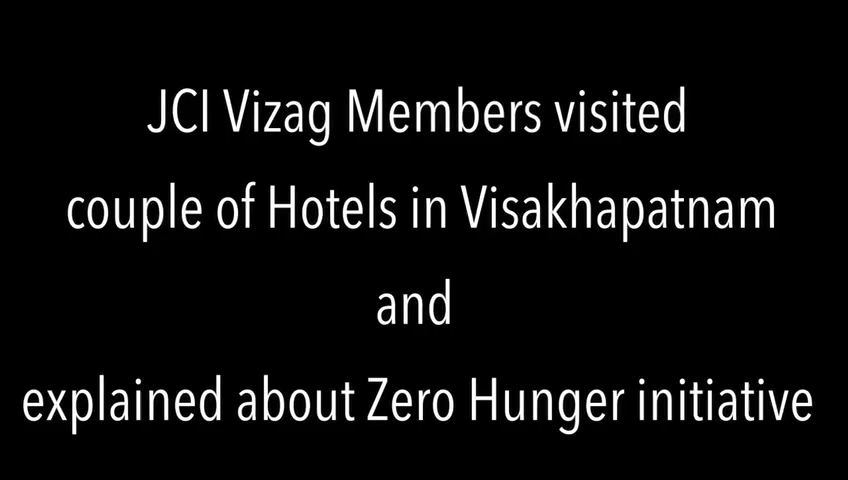 JCI Vizag Members visited
couple of Hotels in Visakhapatnam
and
explained about Zero Hunger initiative